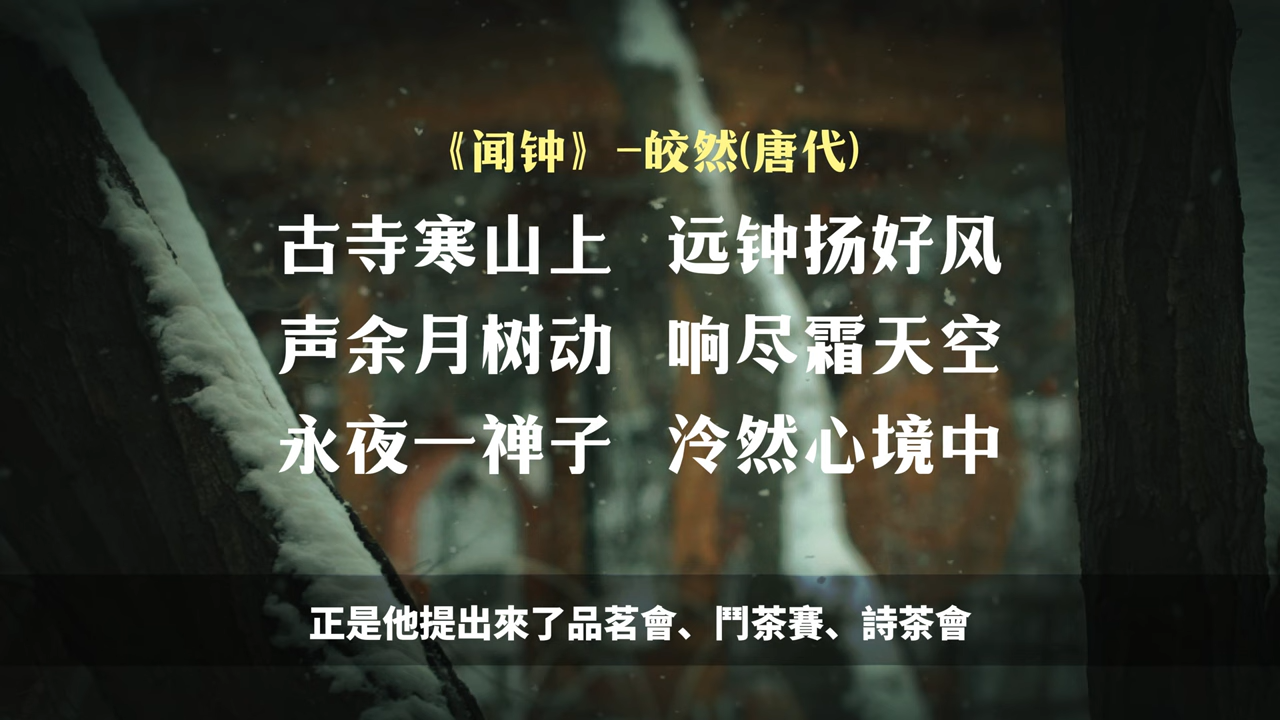 《闻钟》-皎然(唐代)
古寺寒山上 远钟扬好风
声余月树动 响尽霜天空
永夜一禅子 泠然心境中
正是他提出來了品茗會、鬥茶賽、詩茶會